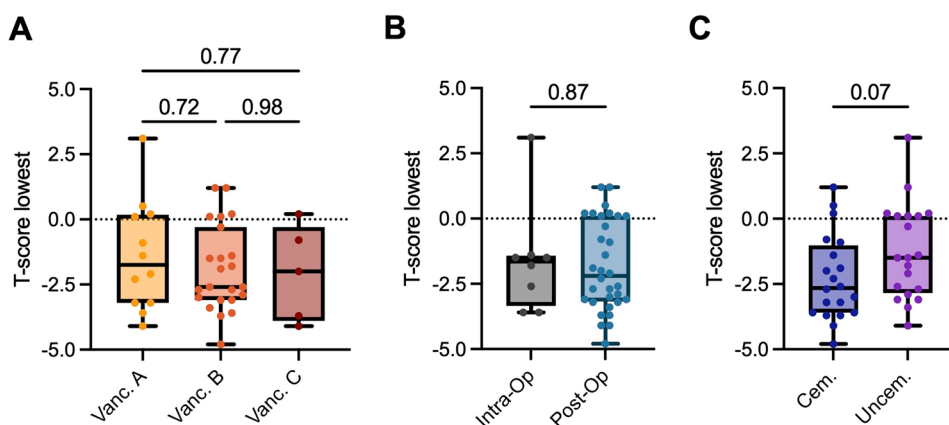 A
T-score lowest
5.0
2.5
0.0
-2.5
-5.0
0.77
0.72
0.98
Vanc. A
Vanc. B
Vanc. C
B
T-score lowest
5.0
2.5
0.0
-2.5
-5.0
0.87
Intra-Op
Post-Op
C
T-score lowest
5.0
2.5
0.0
-2.5
-5.0
0.07
Cem.
Uncem.